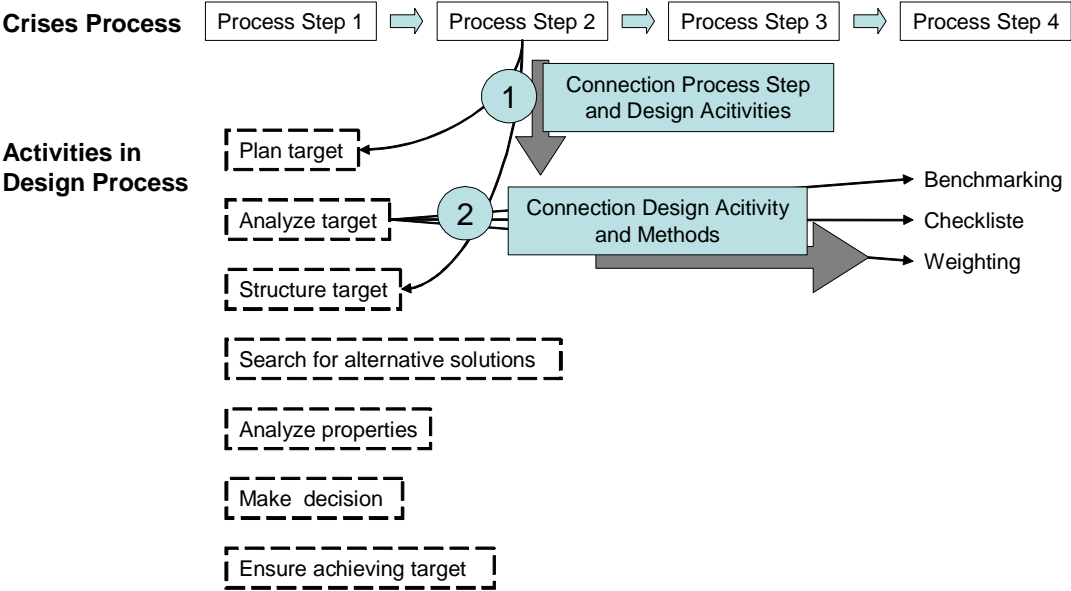 Crises Process
Process Step 1
Process Step 2
Process Step 3
Process Step 4
1
Connection Process Step
and Design Acitivities
Activities in
Design Process
Plan target
Analyze target
2
Connection Design Acitivity
and Methods
Benchmarking
Checkliste
Weighting
Structure target
Search for alternative solutions
Analyze properties
Make decision
Ensure achieving target